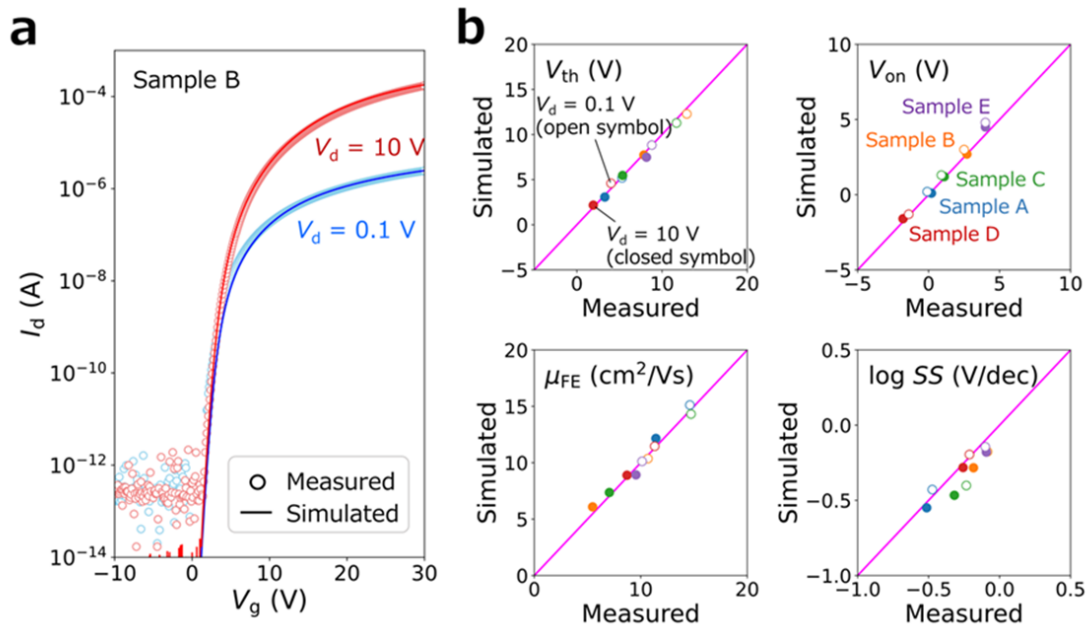 a
Sample B
V_d = 10 V
V_d = 0.1 V
Measured
Simulated
10⁻⁴
10⁻⁶
10⁻⁸
10⁻¹⁰
10⁻¹²
10⁻¹⁴
I_d (A)
−10 0 10 20 30
V_g (V)
b
V_th (V)
V_d = 0.1 V
(open symbol)
V_d = 10 V
(closed symbol)
20
15
10
5
0
−5
Simulated
0 10 20
Measured
V_on (V)
Sample E
Sample B
Sample C
Sample A
Sample D
10
5
0
−5
Simulated
−5 0 5 10
Measured
μ_FE (cm²/Vs)
20
15
10
5
0
Simulated
0 10 20
Measured
log SS (V/dec)
0.5
0.0
−0.5
−1.0
Simulated
−1.0 −0.5 0.0 0.5
Measured